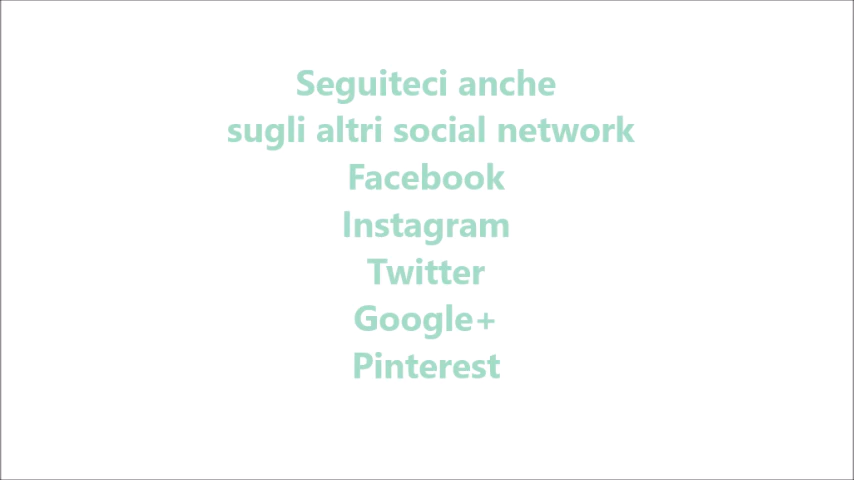 Seguiteci anche
sugli altri social network
Facebook
Instagram
Twitter
Google+
Pinterest